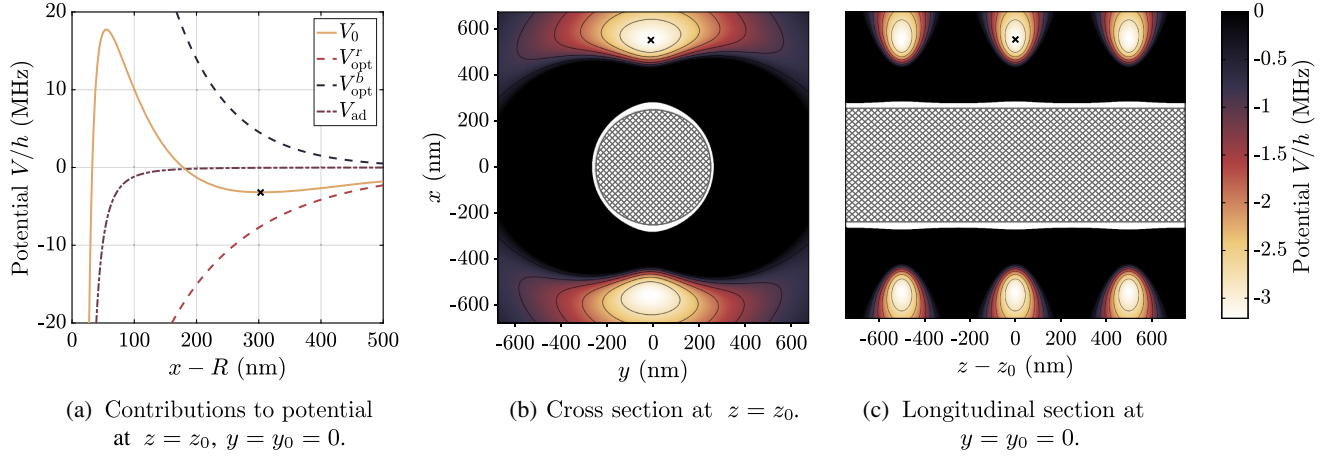 20
10
0
-10
-20
0 100 200 300 400 500
Potential V/h (MHz)
x − R (nm)
V₀
Vʳopt
Vᵇopt
Vad
(a) Contributions to potential
at z = z₀, y = y₀ = 0.
600
400
200
0
-200
-400
-600
-600 -400 -200 0 200 400 600
x (nm)
y (nm)
(b) Cross section at z = z₀.
-600 -400 -200 0 200 400 600
z − z₀ (nm)
(c) Longitudinal section at
y = y₀ = 0.
0
-0.5
-1
-1.5
-2
-2.5
-3
Potential V/h (MHz)